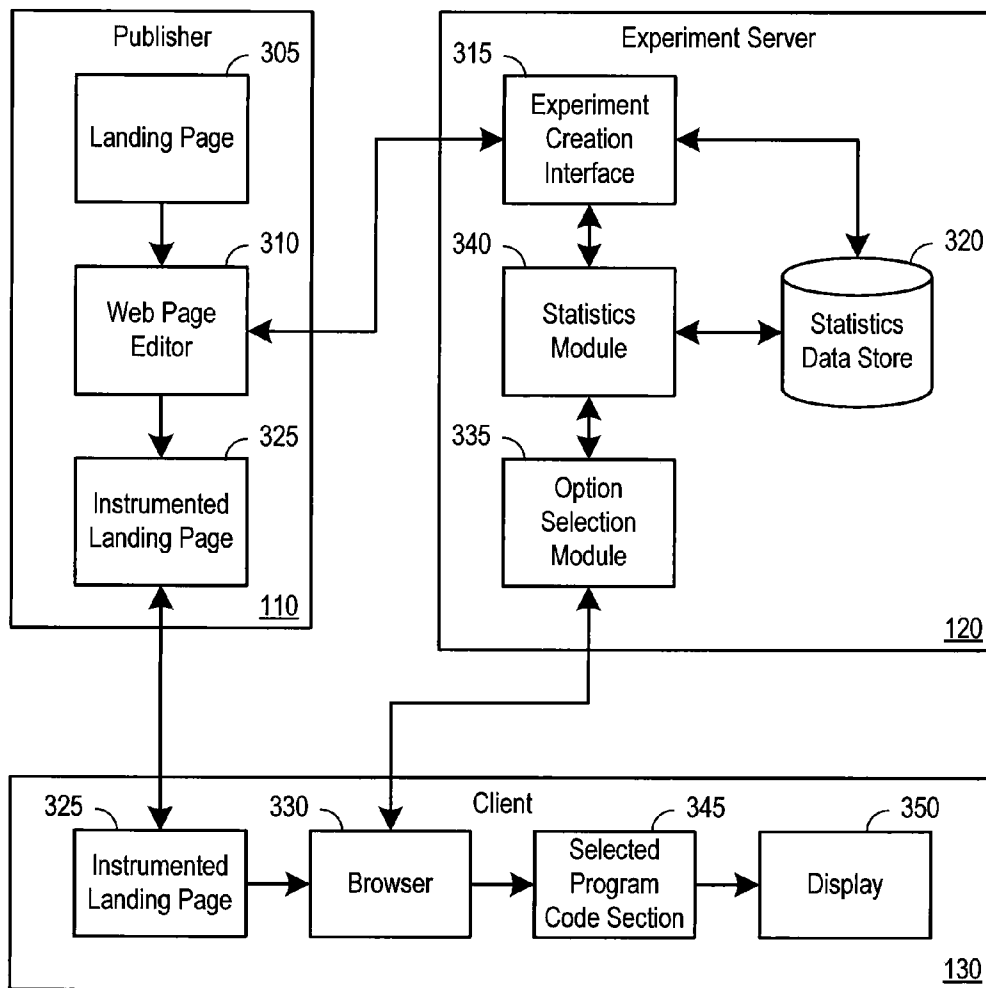 Publisher
305
Landing Page
310
Web Page
Editor
325
Instrumented
Landing Page
110
Experiment Server
315
Experiment
Creation
Interface
340
320
Statistics
Module
Statistics
Data Store
335
Option
Selection
Module
120
Client
325
Instrumented
Landing Page
330
Browser
345
Selected
Program
Code Section
350
Display
130